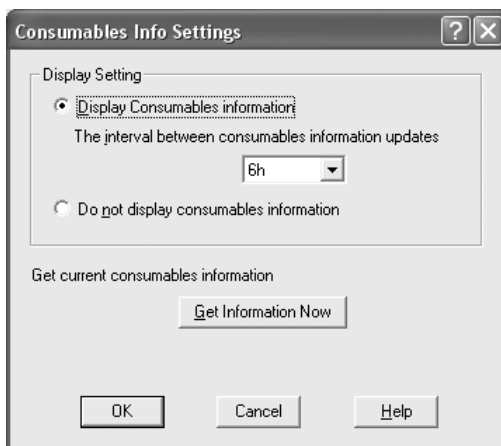 Consumables Info Settings
Display Setting
Display Consumables information
The interval between consumables information updates
6h
Do not display consumables information
Get current consumables information
Get Information Now
OK Cancel Help